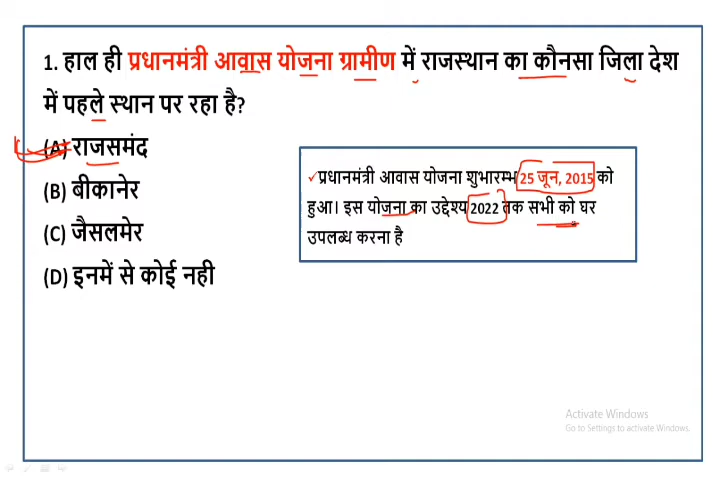 1. हाल ही प्रधानमंत्री आवास योजना ग्रामीण में राजस्थान का कौनसा जिला देश
में पहले स्थान पर रहा है?
(A) राजसमंद
(B) बीकानेर
(C) जैसलमेर
(D) इनमें से कोई नही
✓प्रधानमंत्री आवास योजना शुभारम्भ 25 जून, 2015 को
हुआ। इस योजना का उद्देश्य 2022 तक सभी को घर
उपलब्ध करना है
Activate Windows
Go to Settings to activate Windows.